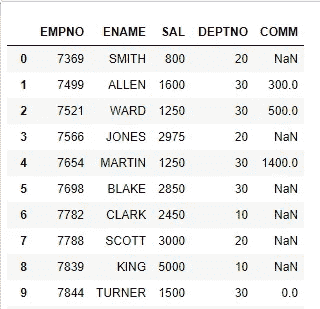 EMPNO ENAME SAL DEPTNO COMM
0 7369 SMITH 800 20 NaN
1 7499 ALLEN 1600 30 300.0
2 7521 WARD 1250 30 500.0
3 7566 JONES 2975 20 NaN
4 7654 MARTIN 1250 30 1400.0
5 7698 BLAKE 2850 30 NaN
6 7782 CLARK 2450 10 NaN
7 7788 SCOTT 3000 20 NaN
8 7839 KING 5000 10 NaN
9 7844 TURNER 1500 30 0.0